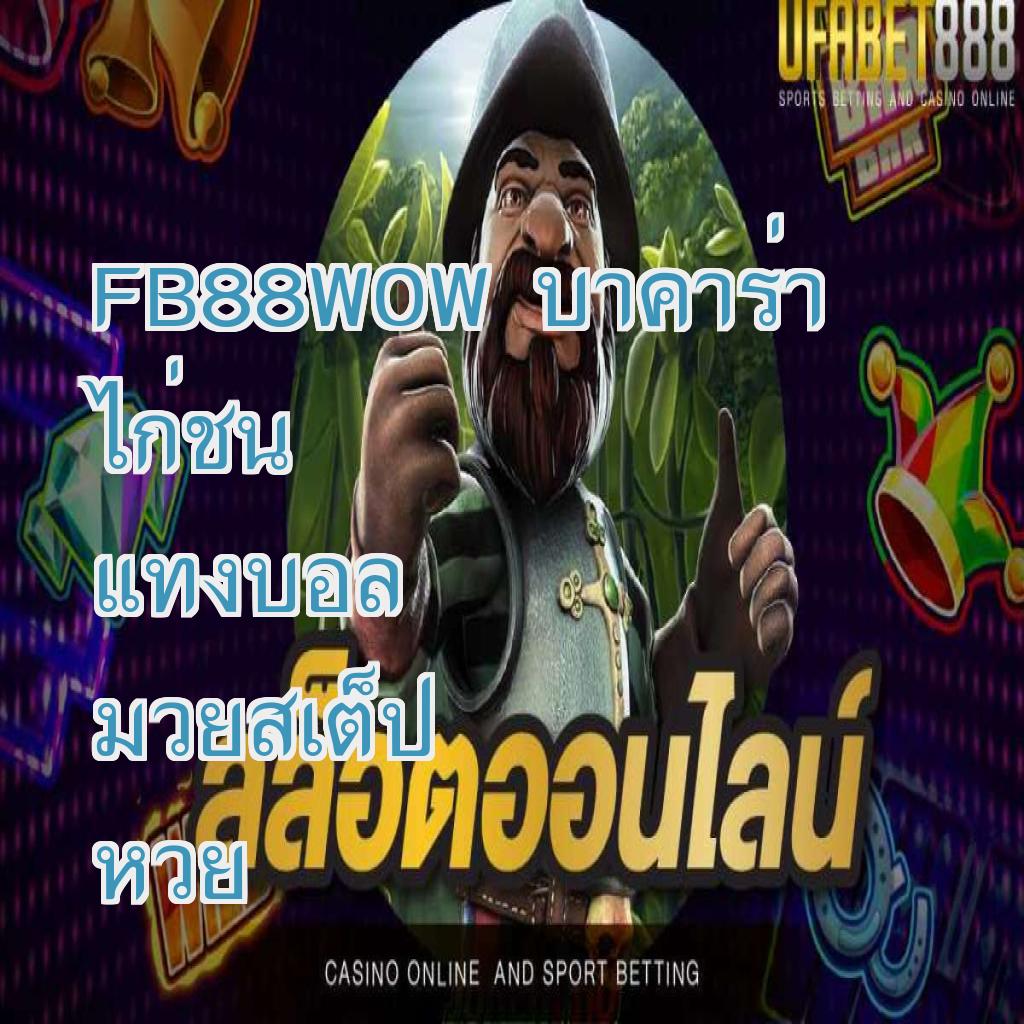 UFABET888
SPORTS BETTING AND CASINO ONLINE
BAR
FB88WOW บาคาร่า
ไก่ชน
แทงบอล
มวยสเต็ป
สล็อตออนไลน์
หวย
CASINO ONLINE AND SPORT BETTING